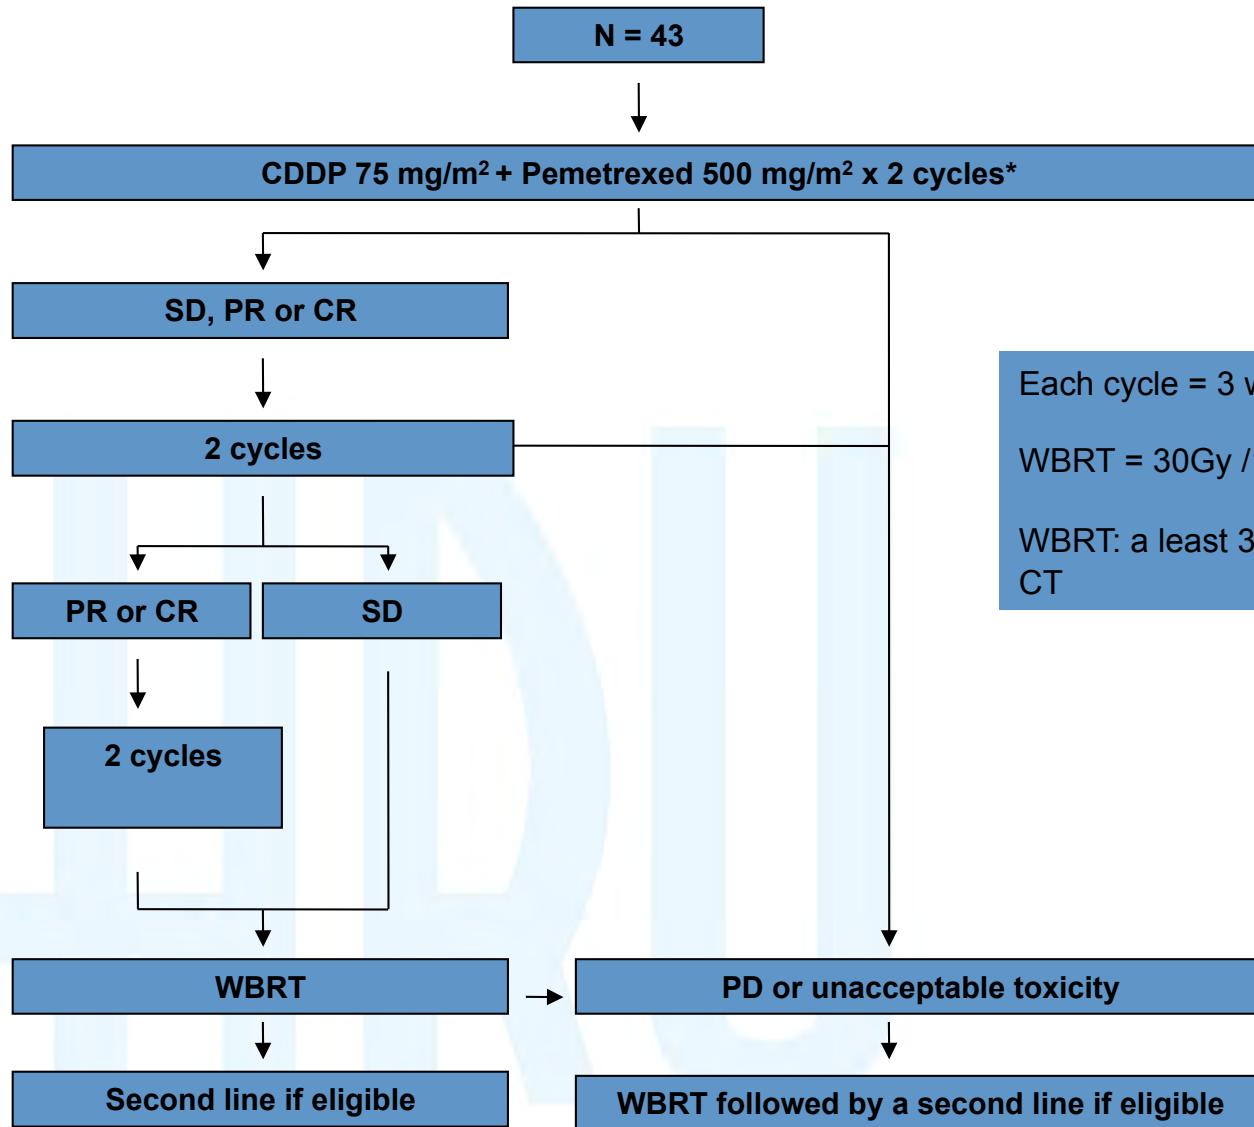 N = 43
CDDP 75 mg/m² + Pemetrexed 500 mg/m² x 2 cycles*
SD, PR or CR
Each cycle = 3
2 cycles
WBRT = 30Gy /
WBRT: a least 3
CT
PR or CR
SD
2 cycles
WBRT
PD or unacceptable toxicity
Second line if eligible
WBRT followed by a second line if eligible